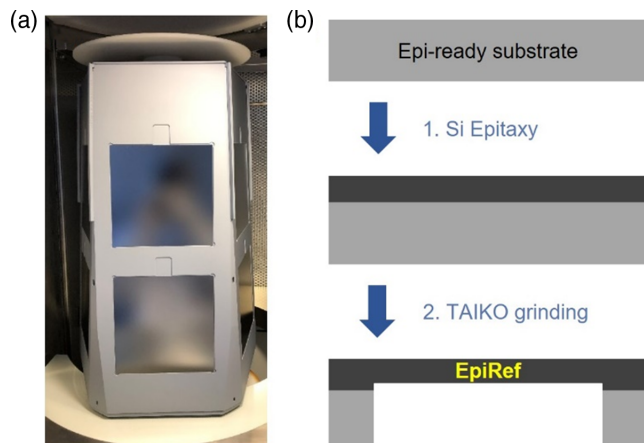 (a)
(b)
Epi-ready substrate
1. Si Epitaxy
2. TAIKO grinding
EpiRef